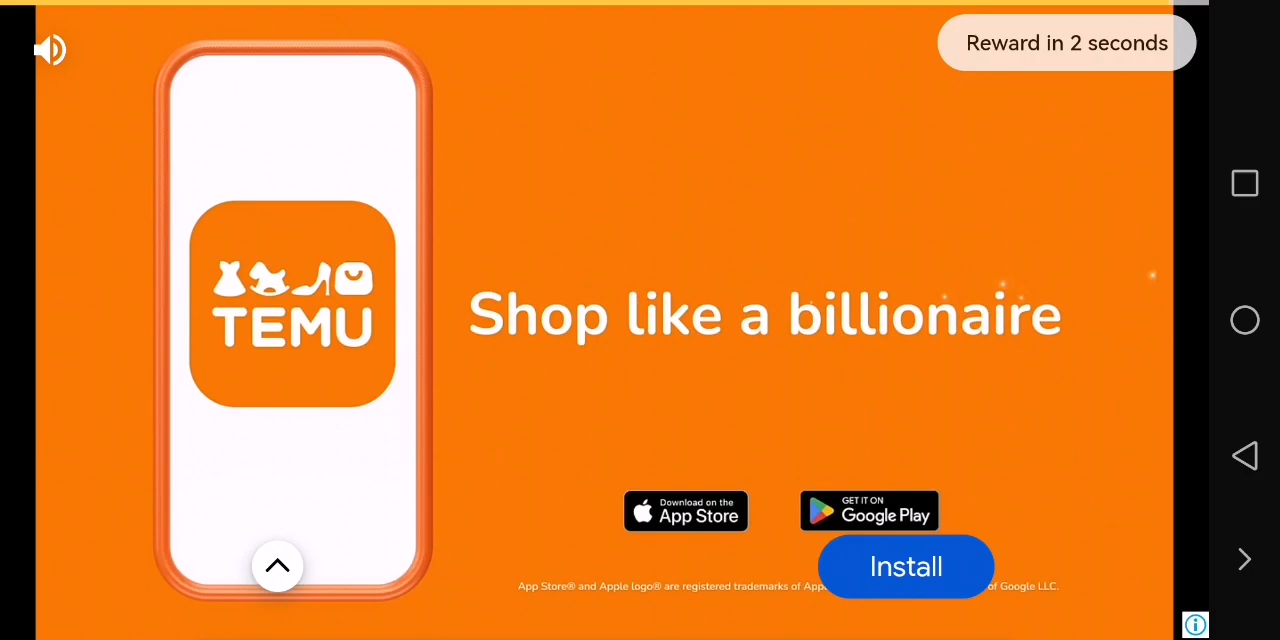 Reward in 2 seconds
TEMU
Shop like a billionaire
Download on the
App Store
GET IT ON
Google Play
Install
App Store® and Apple logo® are registered trademarks of App
of Google LLC.